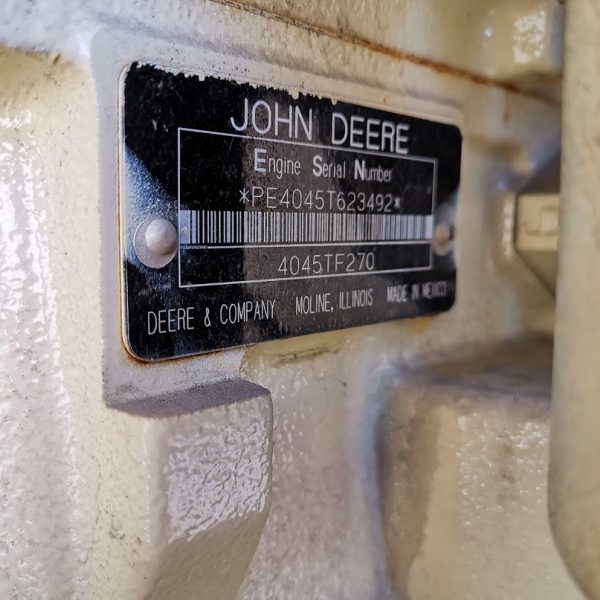 JOHN DEERE
Engine Serial Number
*PE4045T623492*
4045TF270
DEERE & COMPANY MOLINE, ILLINOIS MADE IN MEXICO